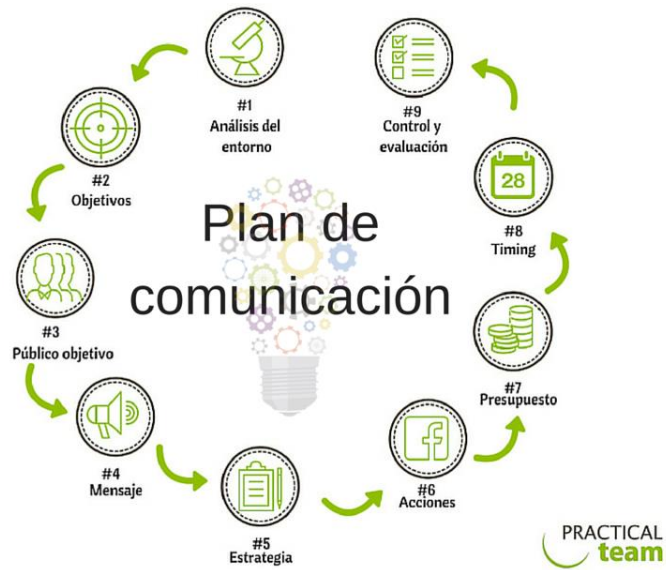 Plan de
comunicación
#1
Análisis del
entorno
#2
Objetivos
#3
Público objetivo
#4
Mensaje
#5
Estrategia
#6
Acciones
#7
Presupuesto
28
#8
Timing
#9
Control y
evaluación
PRACTICAL
team